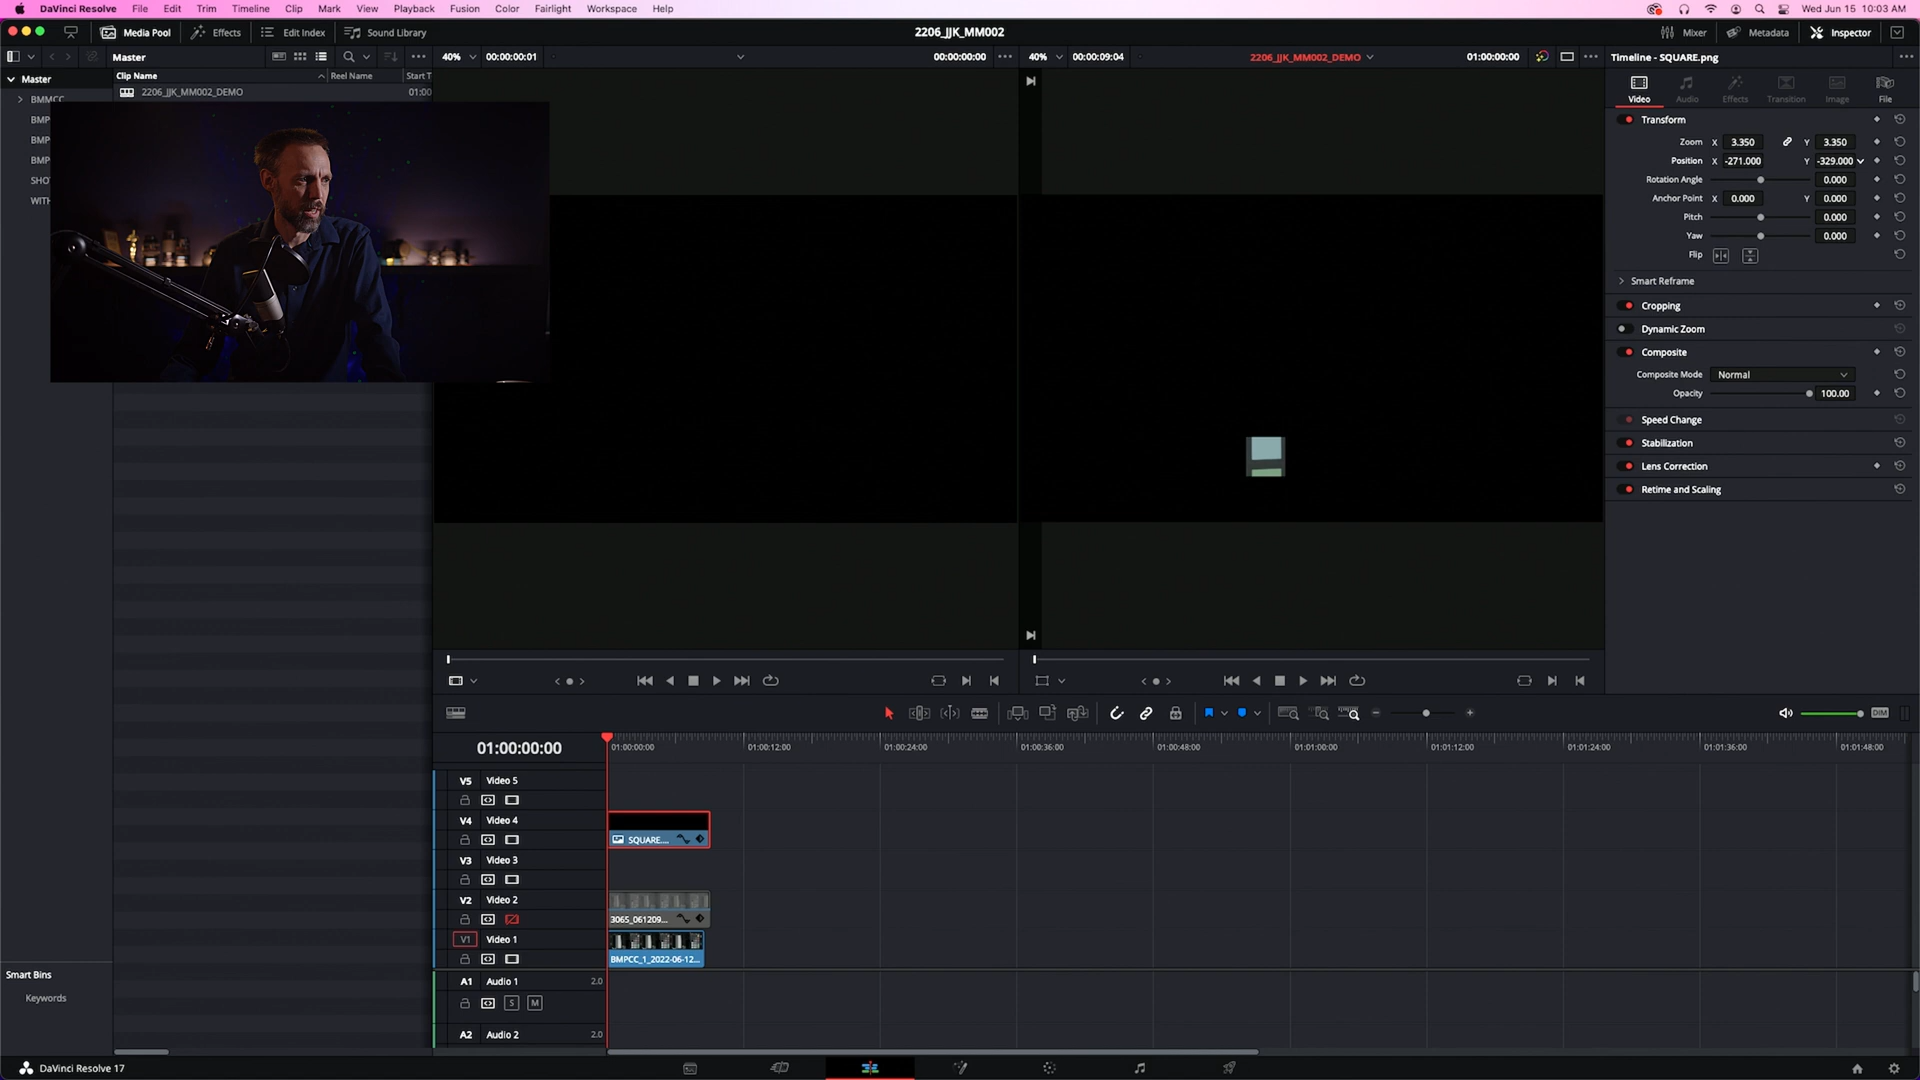 DaVinci Resolve File Edit Trim Timeline Clip Mark View Playback Fusion Color Fairlight Workspace Help Wed Jun 15 10:03 AM
Media Pool Effects Edit Index Sound Library 2206_JJK_MM002 Mixer Metadata Inspector
Master 40% 00:00:00:01 00:00:00:00 40% 00:00:09:04 2206_JJK_MM002_DEMO 01:00:00:00 Timeline - SQUARE.png
Master Clip Name Reel Name Start T
2206_JJK_MM002_DEMO 01:00
BMMCC
BMP
BMP
BMP
SHO
WITH
Video Audio Effects Transition Image File
Transform
Zoom X 3.350 Y 3.350
Position X -271.000 Y -329.000
Rotation Angle 0.000
Anchor Point X 0.000 Y 0.000
Pitch 0.000
Yaw 0.000
Flip
Smart Reframe
Cropping
Dynamic Zoom
Composite
Composite Mode Normal
Opacity 100.00
Speed Change
Stabilization
Lens Correction
Retime and Scaling
DIM
01:00:00:00 01:00:00:00 01:00:12:00 01:00:24:00 01:00:36:00 01:00:48:00 01:01:00:00 01:01:12:00 01:01:24:00 01:01:36:00 01:01:48:00
V5 Video 5
V4 Video 4
SQUARE....
V3 Video 3
V2 Video 2
3065_061209...
V1 Video 1
BMPCC_1_2022-06-12...
A1 Audio 1 2.0
S M
A2 Audio 2 2.0
Smart Bins
Keywords
DaVinci Resolve 17